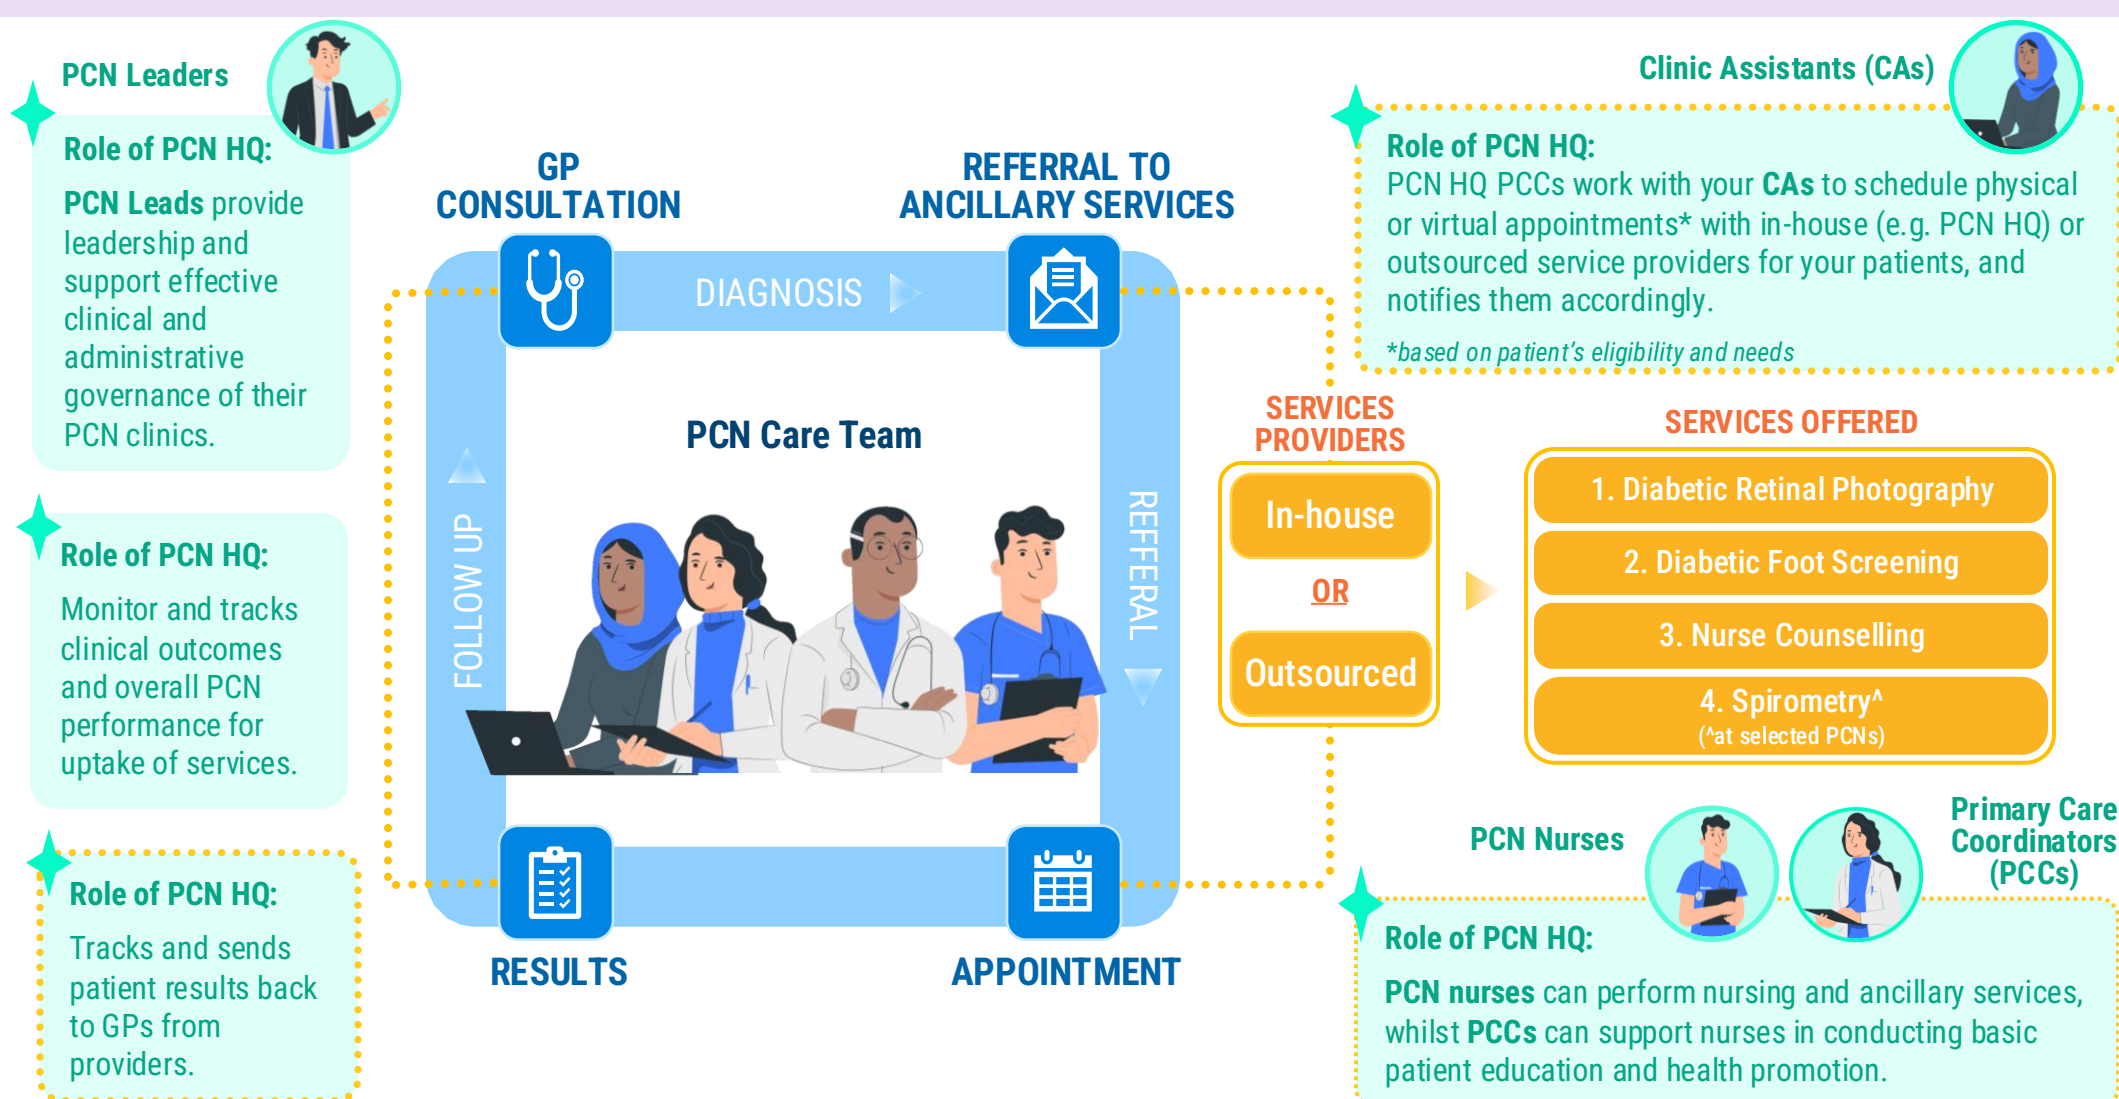 PCN Leaders
Role of PCN HQ:
PCN Leads provide
leadership and
support effective
clinical and
administrative
governance of their
PCN clinics.
Role of PCN HQ:
Monitor and tracks
clinical outcomes
and overall PCN
performance for
uptake of services.
Role of PCN HQ:
Tracks and sends
patient results back
to GPs from
providers.
GP
CONSULTATION
REFERRAL TO
ANCILLARY SERVICES
DIAGNOSIS
PCN Care Team
FOLLOW UP
REFFERAL
RESULTS
APPOINTMENT
Clinic Assistants (CAs)
Role of PCN HQ:
PCN HQ PCCs work with your CAs to schedule physical
or virtual appointments* with in-house (e.g. PCN HQ) or
outsourced service providers for your patients, and
notifies them accordingly.
*based on patient's eligibility and needs
SERVICES
PROVIDERS
In-house
OR
Outsourced
SERVICES OFFERED
1. Diabetic Retinal Photography
2. Diabetic Foot Screening
3. Nurse Counselling
4. Spirometry^
(^at selected PCNs)
PCN Nurses
Primary Care
Coordinators
(PCCs)
Role of PCN HQ:
PCN nurses can perform nursing and ancillary services,
whilst PCCs can support nurses in conducting basic
patient education and health promotion.